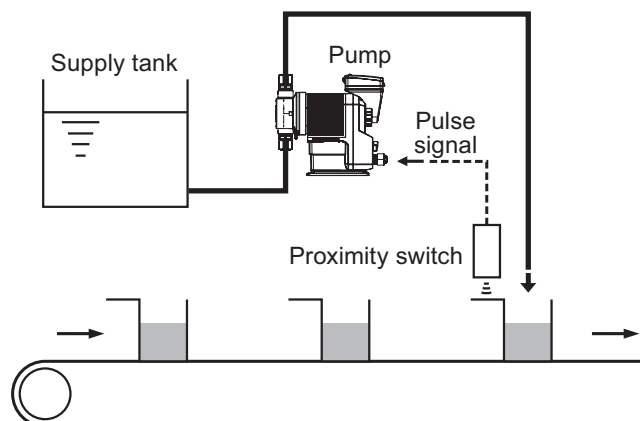 Supply tank
Pump
Pulse
signal
Proximity switch